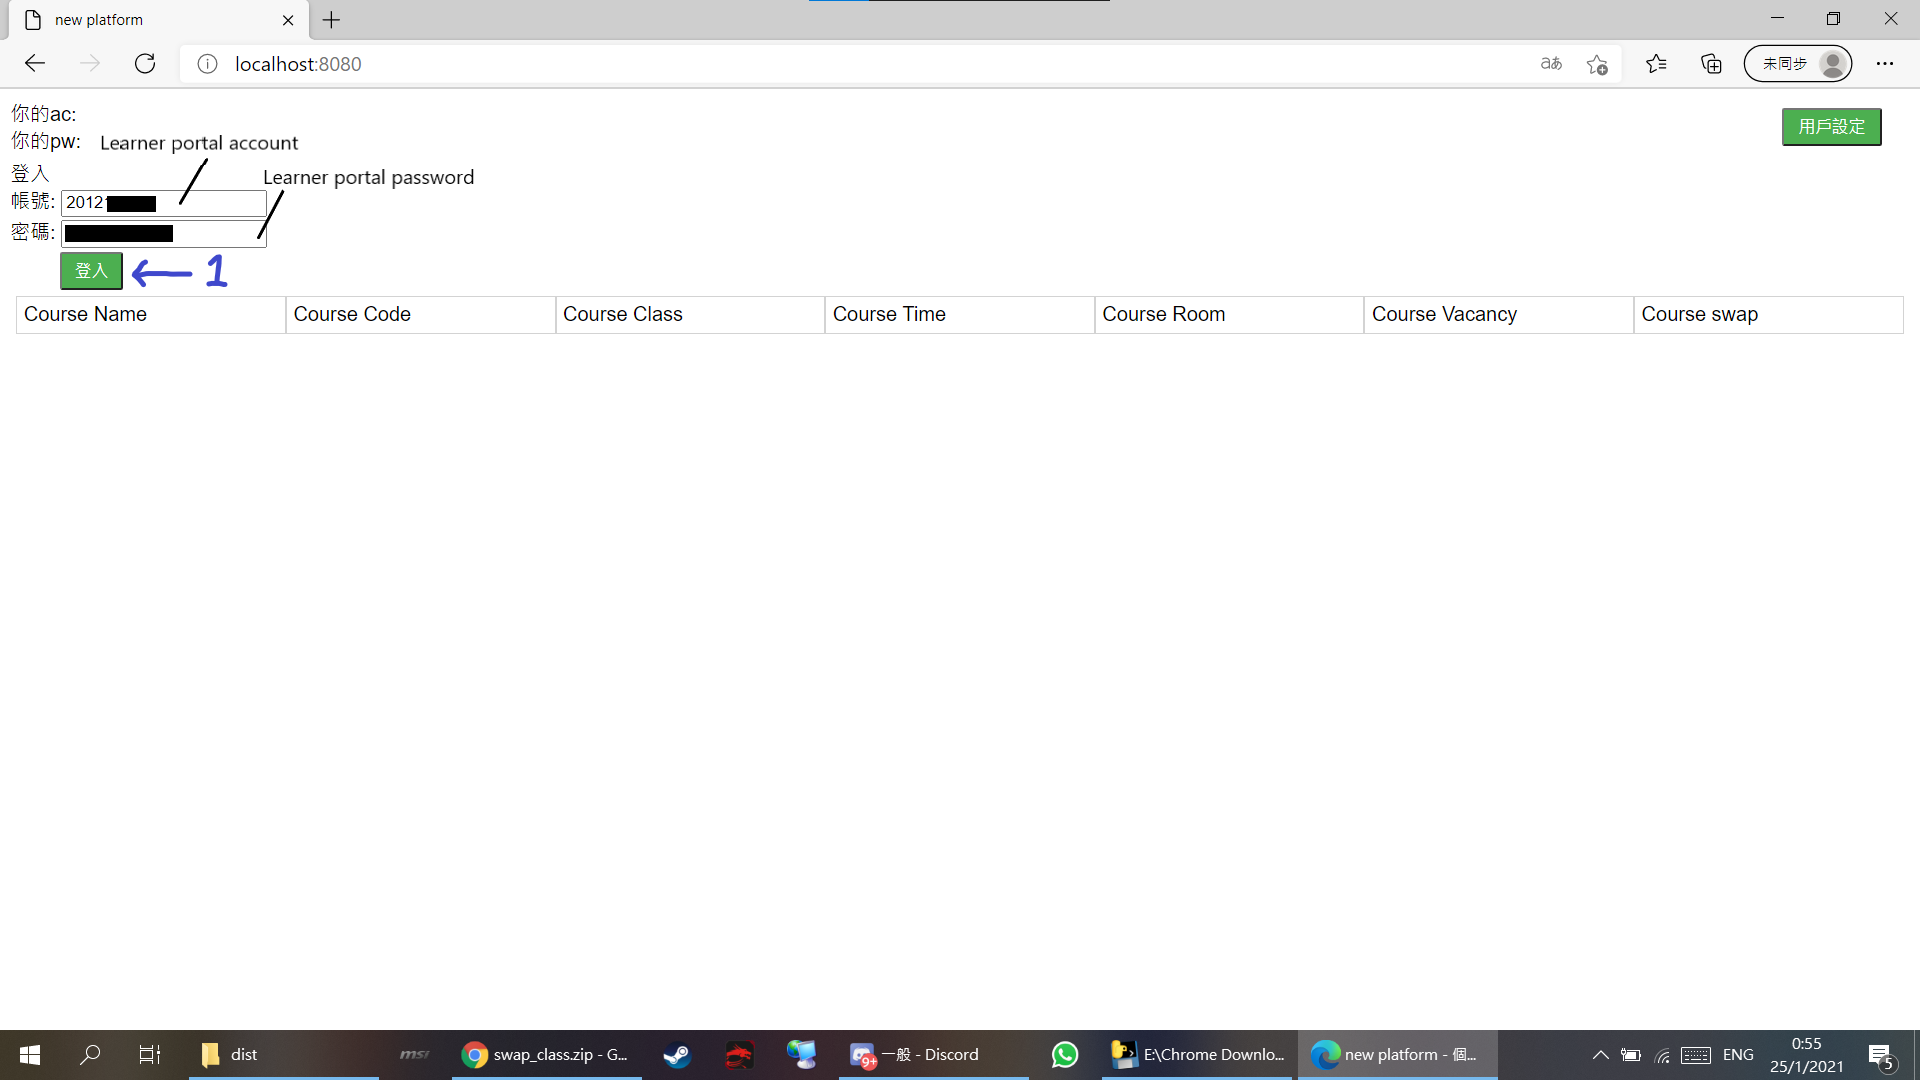 new platform
localhost:8080
aあ
未同步
你的ac:
你的pw:
Learner portal account
用戶設定
登入
Learner portal password
帳號: 2012
密碼:
登入
1
Course Name Course Code Course Class Course Time Course Room Course Vacancy Course swap
dist
msi
swap_class.zip - G...
9+
一般 - Discord
E:\Chrome Downlo...
new platform - 個...
ENG
0:55
25/1/2021
5